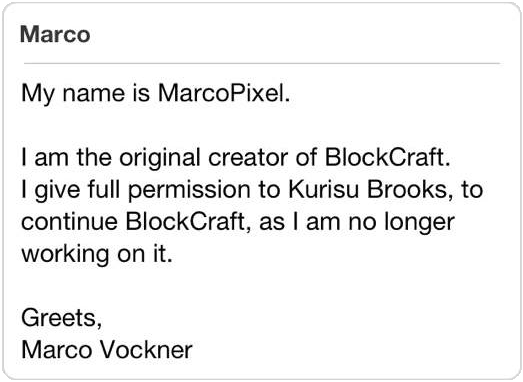 Marco
My name is MarcoPixel.
I am the original creator of BlockCraft.
I give full permission to Kurisu Brooks, to
continue BlockCraft, as I am no longer
working on it.
Greets,
Marco Vockner